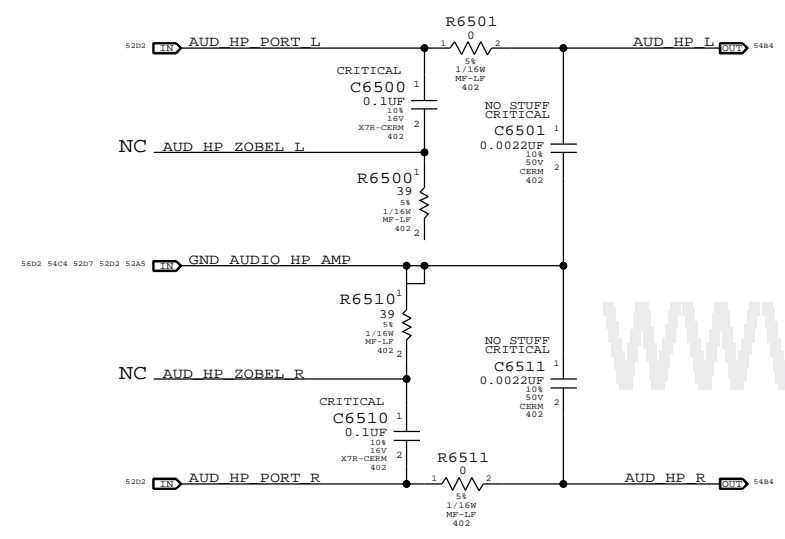 R6501
0
52D2 IN AUD_HP_PORT_L 1 2 AUD_HP_L OUT 54B4
5%
1/16W
MF-LF
402
CRITICAL
C6500 1
0.1UF
10%
16V
X7R-CERM 2
402
NO STUFF
CRITICAL
C6501 1
0.0022UF
10%
50V 2
CERM
402
NC AUD_HP_ZOBEL_L
R6500 1
39
5%
1/16W
MF-LF
402 2
56D2 54C4 52D7 52D2 52A5 IN GND_AUDIO_HP_AMP
R6510 1
39
5%
1/16W
MF-LF
402 2
NO STUFF
CRITICAL
C6511 1
0.0022UF
10%
50V 2
CERM
402
NC AUD_HP_ZOBEL_R
CRITICAL
C6510 1
0.1UF
10%
16V
X7R-CERM 2
402
R6511
0
52D2 IN AUD_HP_PORT_R 1 2 AUD_HP_R OUT 54B4
5%
1/16W
MF-LF
402